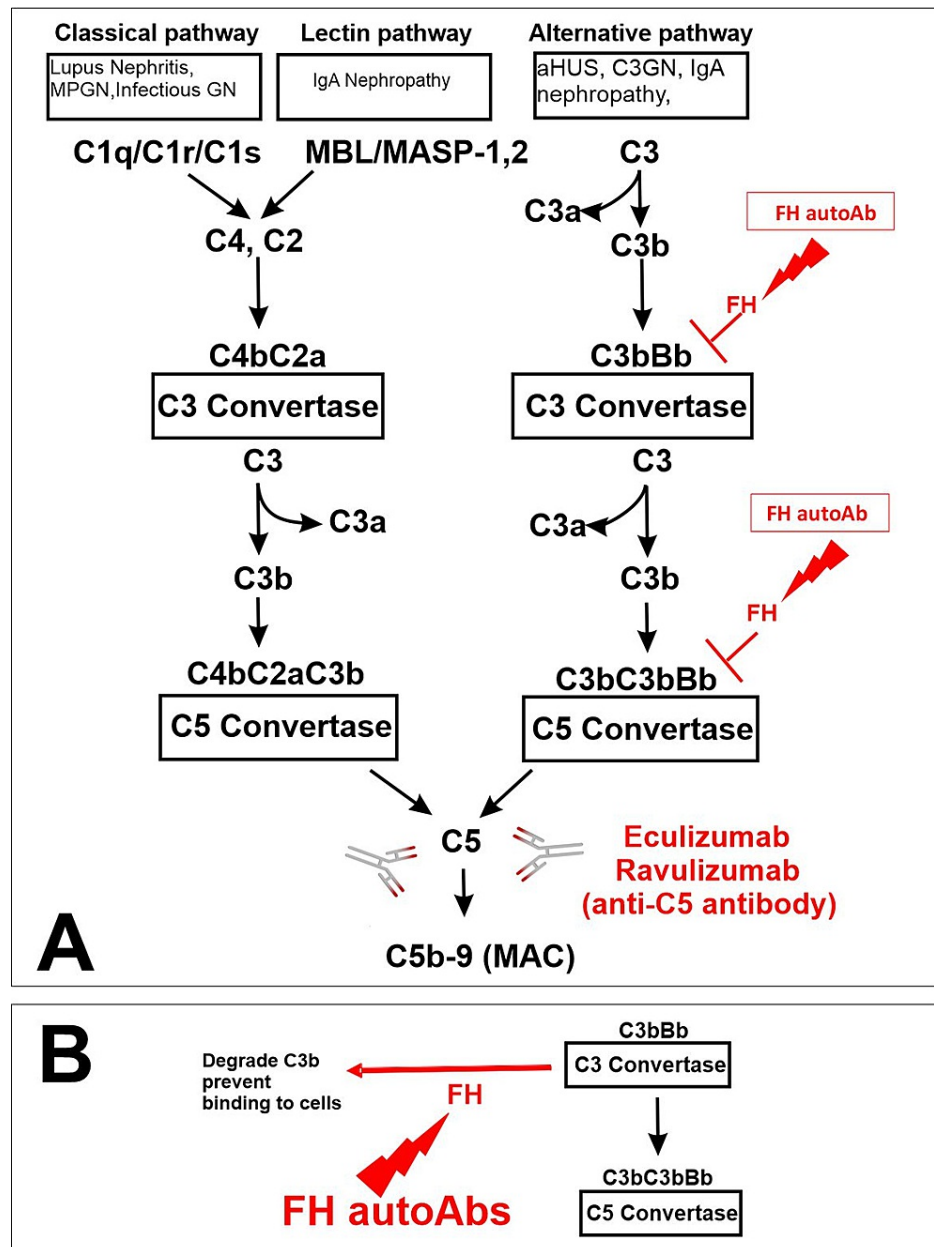 Classical pathway
Lectin pathway
Alternative pathway
Lupus Nephritis,
MPGN,Infectious GN
IgA Nephropathy
aHUS, C3GN, IgA
nephropathy,
C1q/C1r/C1s
MBL/MASP-1,2
C3
C3a
C3b
FH autoAb
FH
C4, C2
C4bC2a
C3 Convertase
C3bBb
C3 Convertase
C3
C3a
C3b
C3
C3a
C3b
FH autoAb
FH
C4bC2aC3b
C5 Convertase
C3bC3bBb
C5 Convertase
C5
Eculizumab
Ravulizumab
(anti-C5 antibody)
C5b-9 (MAC)
A
B
C3bBb
C3 Convertase
Degrade C3b
prevent
binding to cells
FH
FH autoAbs
C3bC3bBb
C5 Convertase